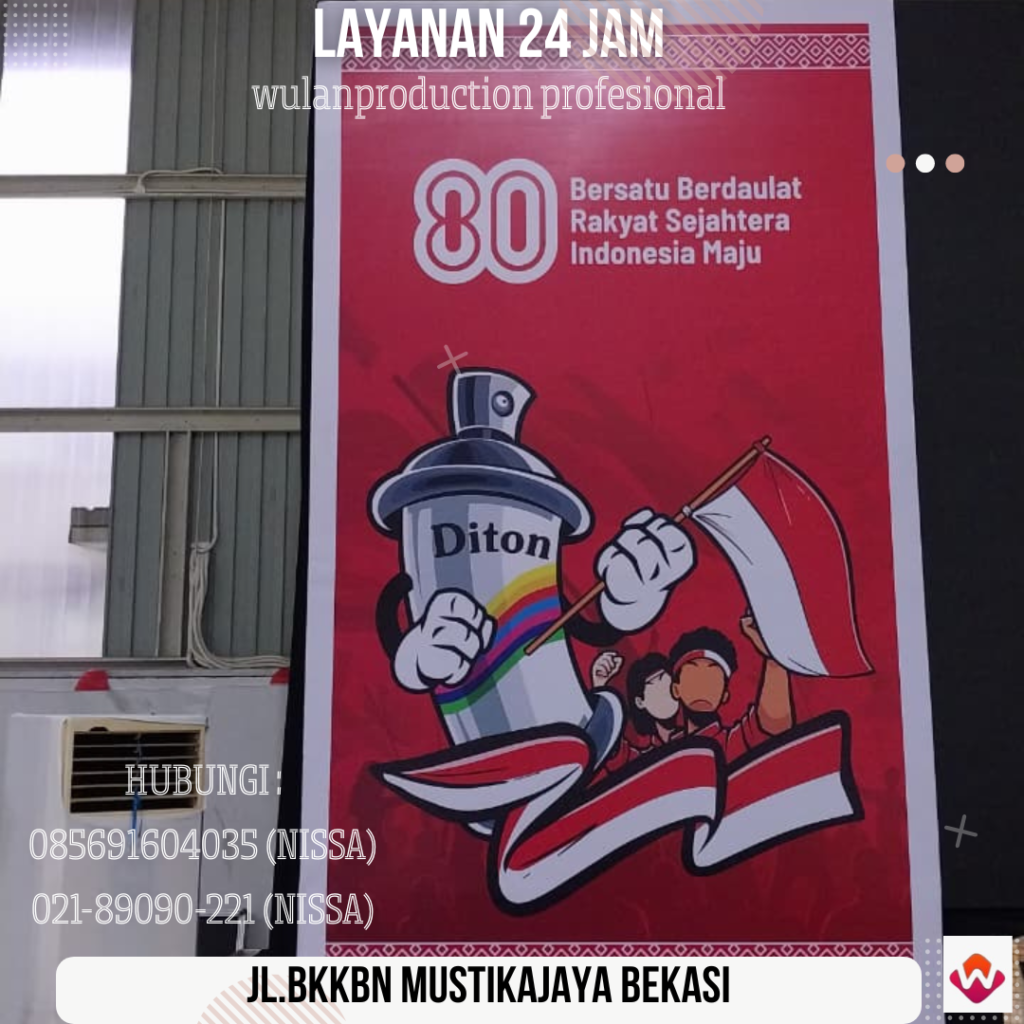 LAYANAN 24 JAM
wulanproduction profesional
80
Bersatu Berdaulat
Rakyat Sejahtera
Indonesia Maju
Diton
HUBUNGI :
085691604035 (NISSA)
021-89090-221 (NISSA)
JL.BKKBN MUSTIKAJAYA BEKASI